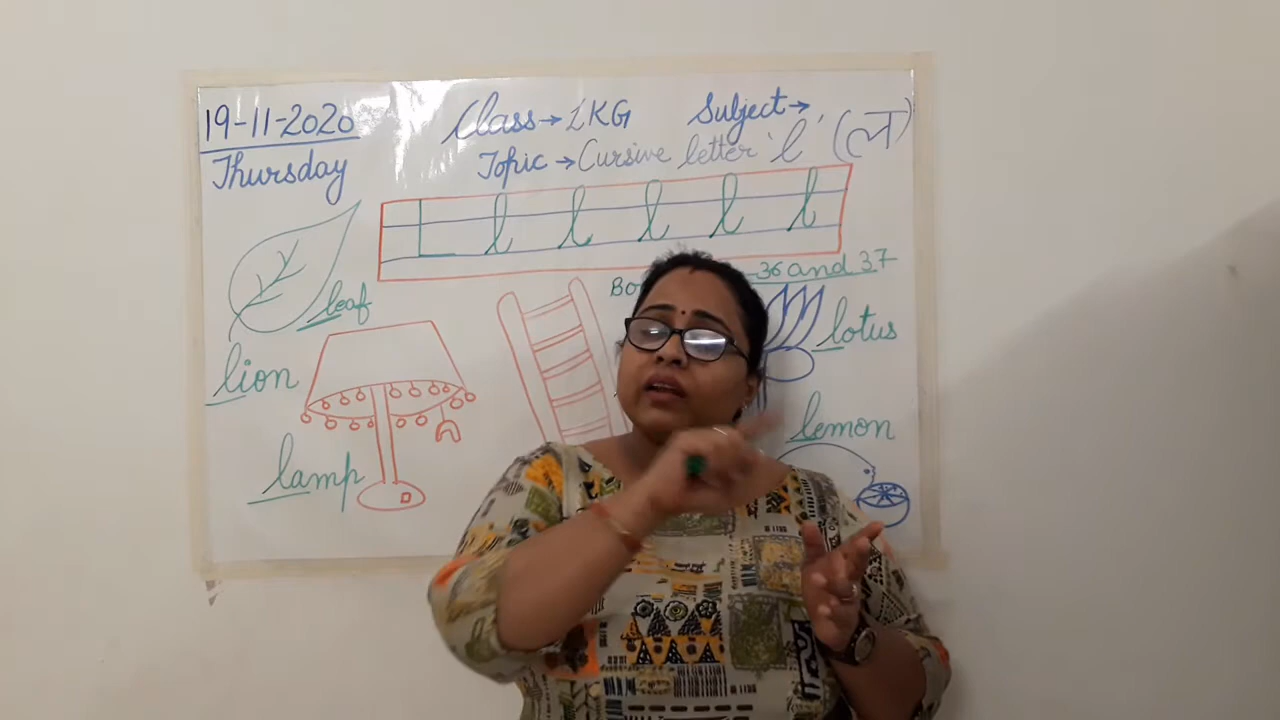 19-11-2020 Class→LKG Subject→
Thursday Topic→Cursive letter 'l' (ल)
L l l l l l
36 and 37
leaf
lotus
lion
lemon
lamp